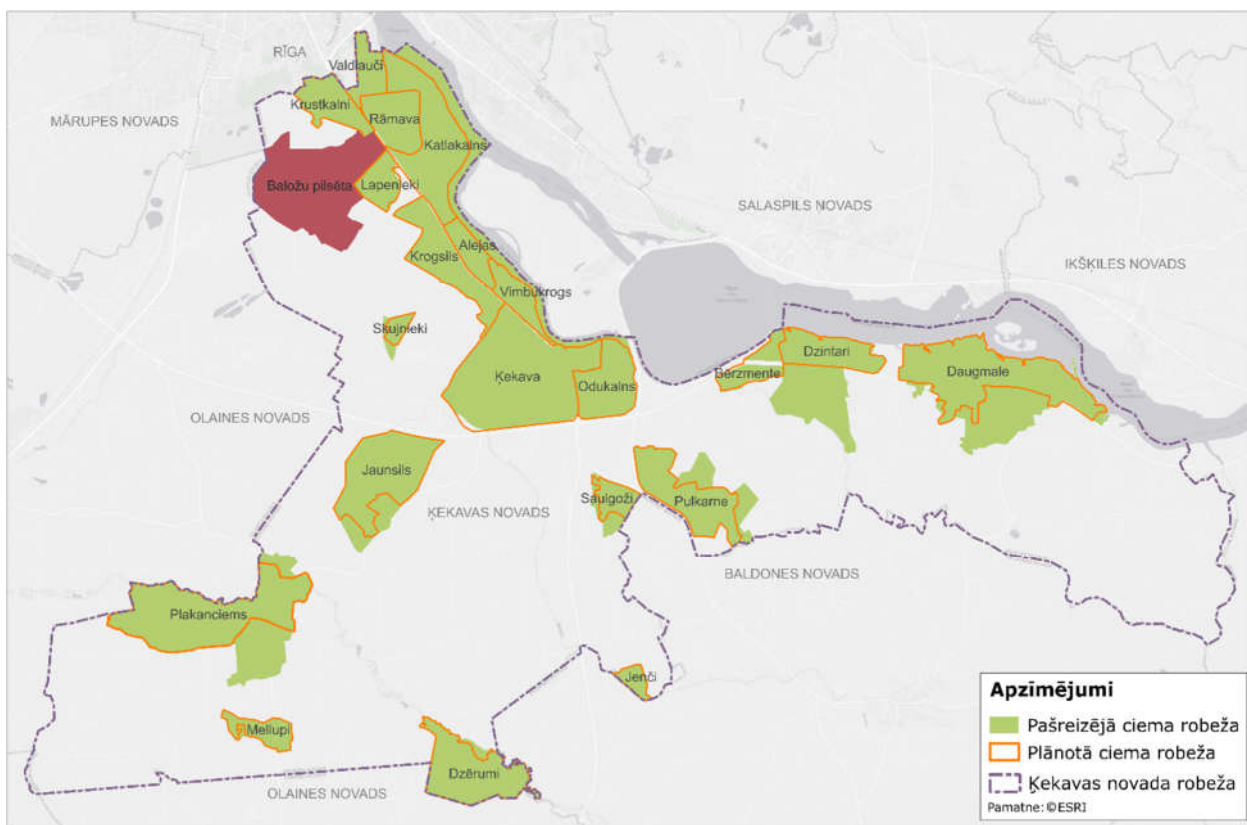 RĪGA
Valdlauči
Krustkalni
MĀRUPES NOVADS
Rāmava
Katlakalns
Baložu pilsēta
Lapenieki
SALASPILS NOVADS
Alejas
Krogsils
IKŠĶILES NOVADS
Vimbukrogs
Skujnieki
Dzintari
Ķekava
Odukalns
Bērzmente
Daugmale
OLAINES NOVADS
Jaunsils
Saulgoži
Pulkarne
ĶEKAVAS NOVADS
BALDONES NOVADS
Plakanciems
Jenči
Mellupi
Dzērumi
OLAINES NOVADS
Apzīmējumi
Pašreizējā ciema robeža
Plānotā ciema robeža
Ķekavas novada robeža
Pamatne: ©ESRI